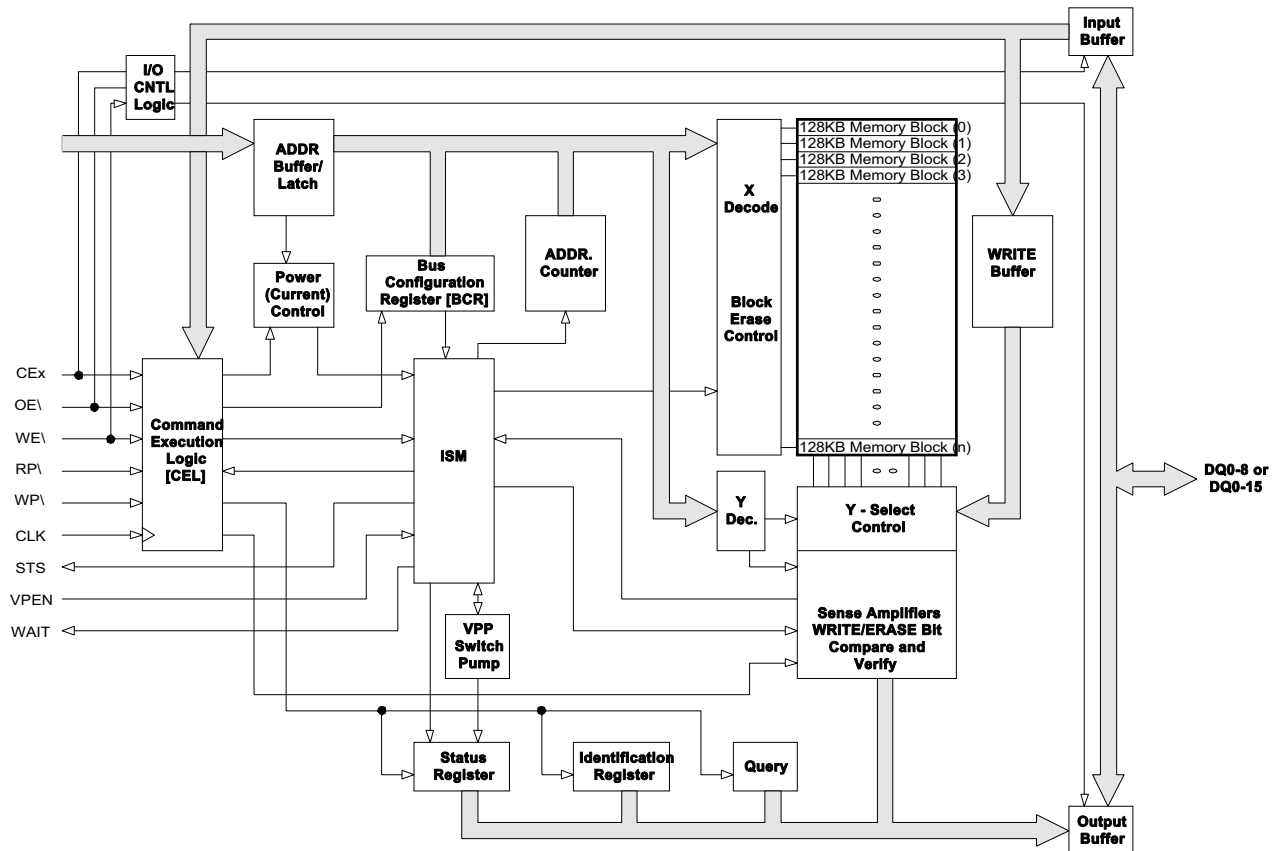 Input
Buffer
I/O
CNTL
Logic
ADDR
Buffer/
Latch
128KB Memory Block (0)
128KB Memory Block (1)
128KB Memory Block (2)
128KB Memory Block (3)
X
Decode
Block
Erase
Control
WRITE
Buffer
ADDR.
Counter
Bus
Configuration
Register [BCR]
Power
(Current)
Control
CEx
OE\
WE\
RP\
WP\
CLK
STS
VPEN
WAIT
Command
Execution
Logic
[CEL]
ISM
128KB Memory Block (n)
Y
Dec.
Y - Select
Control
DQ0-8 or
DQ0-15
Sense Amplifiers
WRITE/ERASE Bit
Compare and
Verify
VPP
Switch
Pump
Status
Register
Identification
Register
Query
Output
Buffer